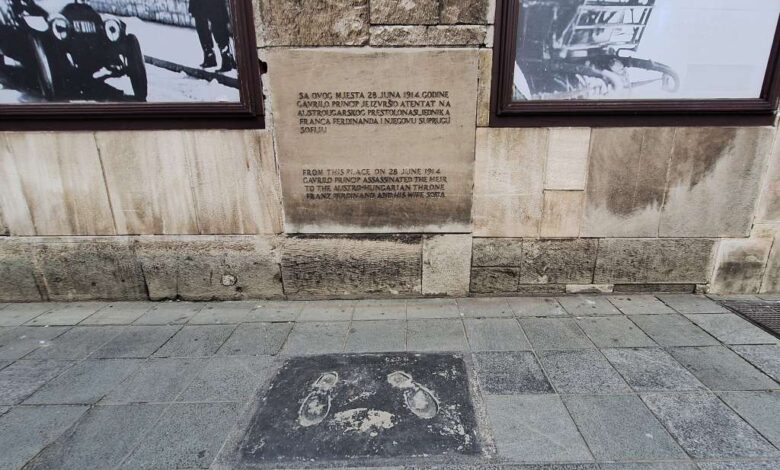 SA OVOG MJESTA 28 JUNA 1914. GODINE
GAVRILO PRINCIP JE IZVRŠIO ATENTAT NA
AUSTROUGARSKOG PRESTOLONASLJEDNIKA
FRANCA FERDINANDA I NJEGOVU SUPRUGU
SOFIJU
FROM THIS PLACE ON 28 JUNE 1914
GAVRILO PRINCIP ASSASSINATED THE HEIR
TO THE AUSTRO-HUNGARIAN THRONE
FRANZ FERDINAND AND HIS WIFE SOFIA